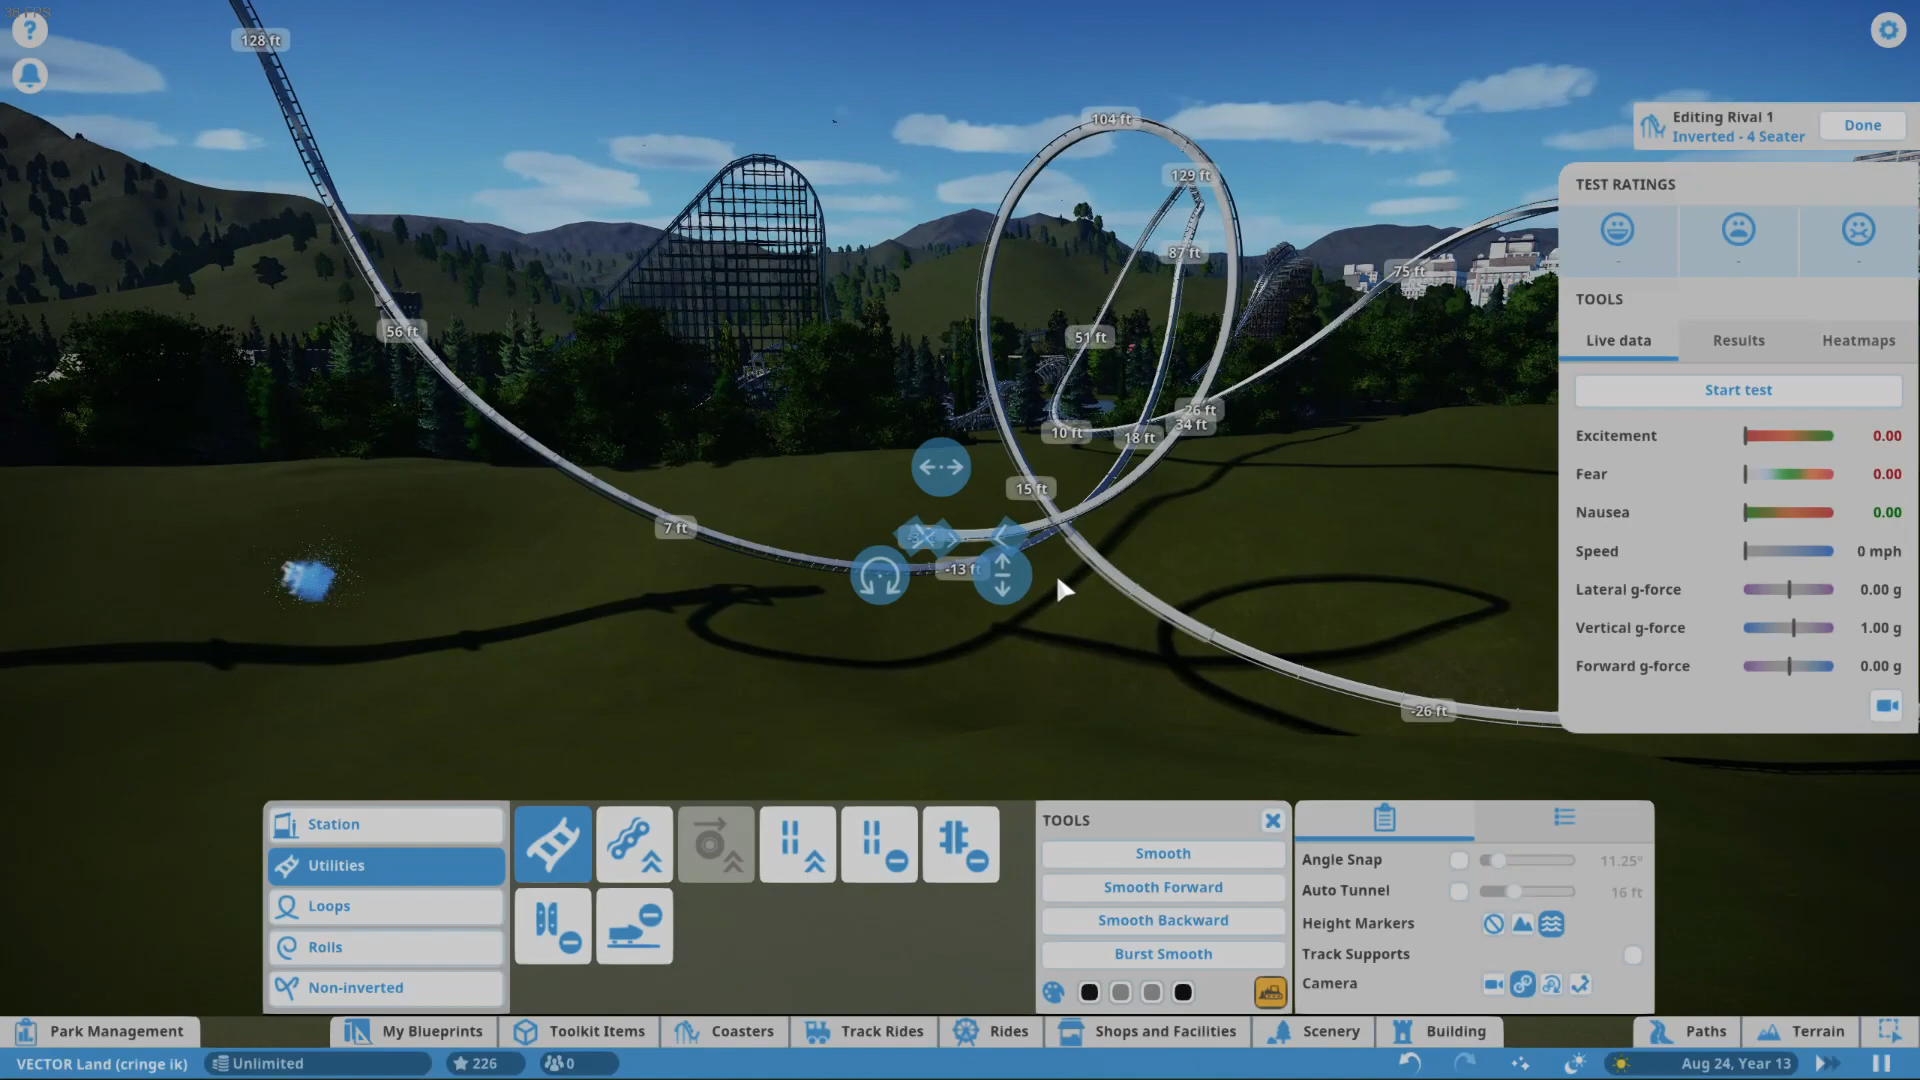 36 FPS
128 ft
104 ft
129 ft
87 ft
75 ft
56 ft
51 ft
26 ft
34 ft
10 ft
18 ft
15 ft
7 ft
-13 ft
-26 ft
Editing Rival 1
Inverted - 4 Seater
Done
TEST RATINGS
- - -
TOOLS
Live data Results Heatmaps
Start test
Excitement 0.00
Fear 0.00
Nausea 0.00
Speed 0 mph
Lateral g-force 0.00 g
Vertical g-force 1.00 g
Forward g-force 0.00 g
Station
Utilities
Loops
Rolls
Non-inverted
TOOLS
Smooth
Smooth Forward
Smooth Backward
Burst Smooth
Angle Snap 11.25°
Auto Tunnel 16 ft
Height Markers
Track Supports
Camera
Park Management My Blueprints Toolkit Items Coasters Track Rides Rides Shops and Facilities Scenery Building Paths Terrain
VECTOR Land (cringe ik) Unlimited 226 0 Aug 24, Year 13